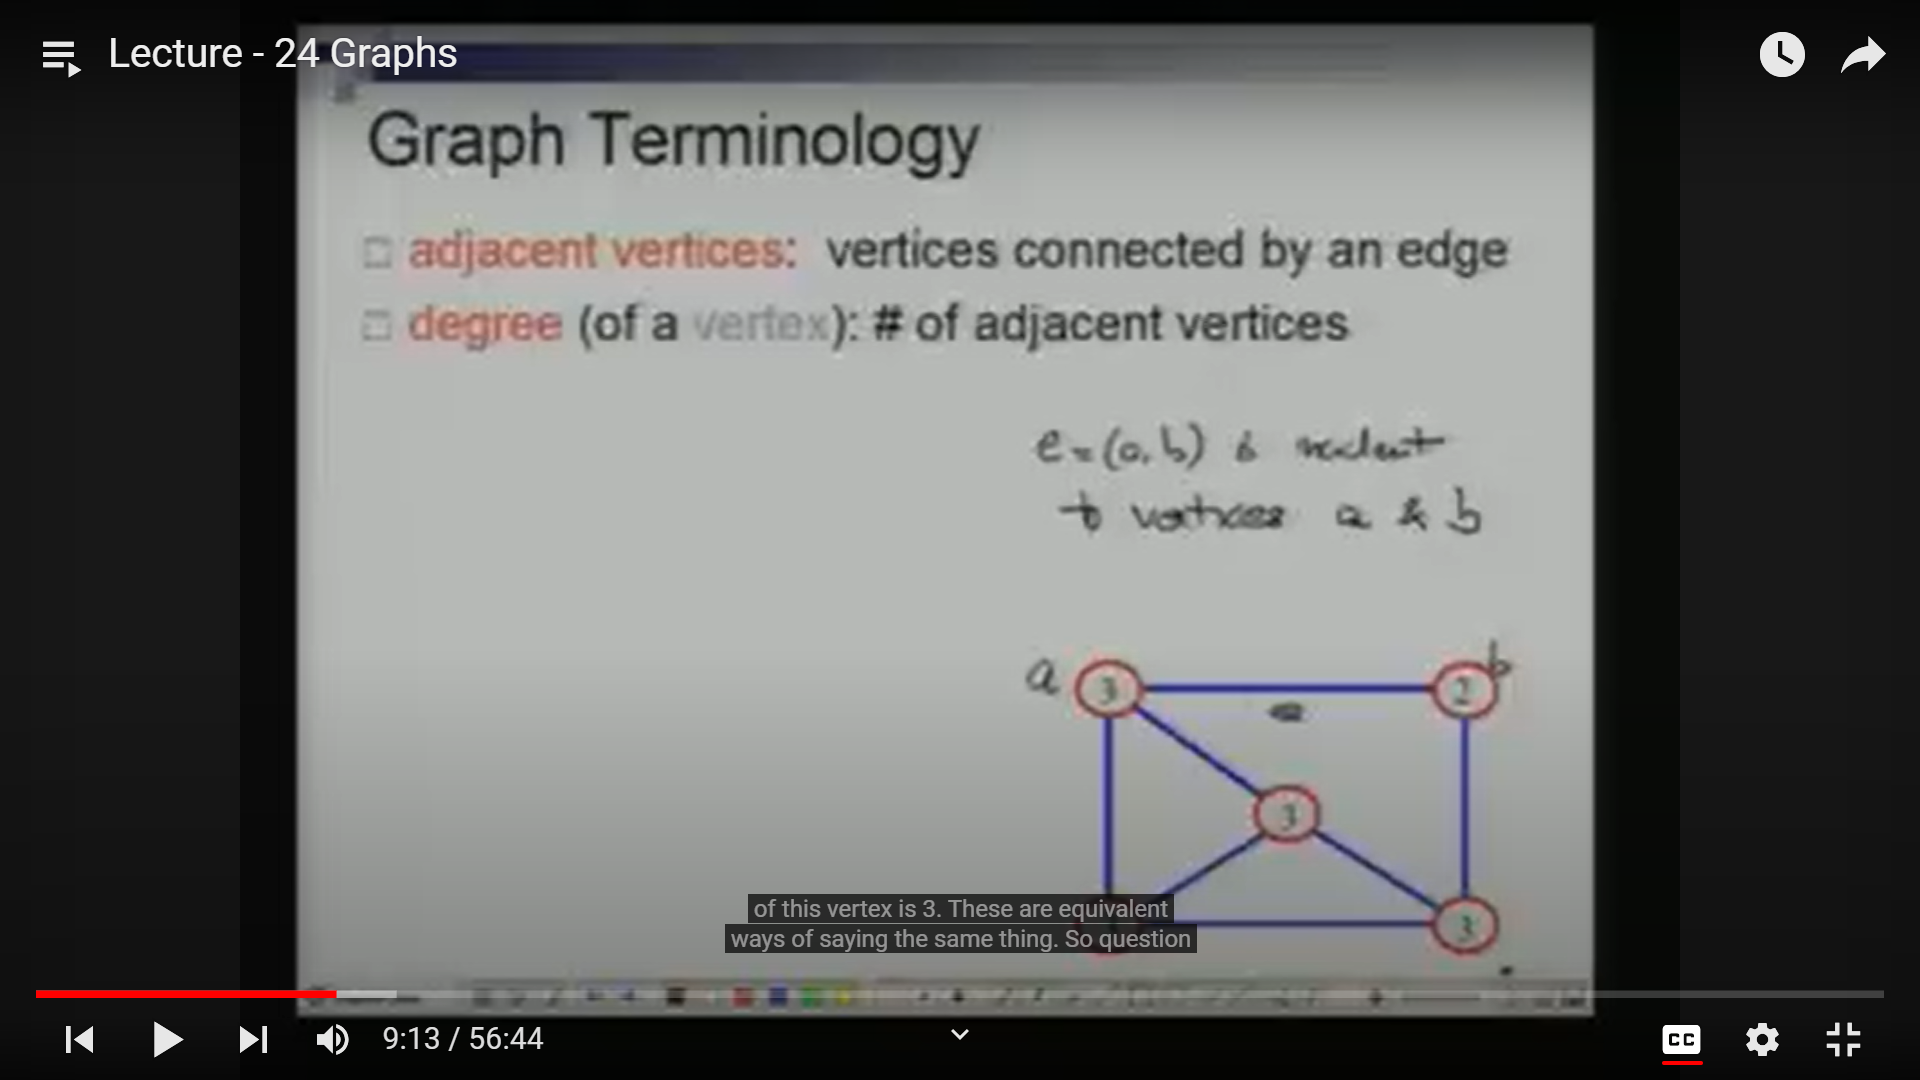 Lecture - 24 Graphs
Graph Terminology
adjacent vertices: vertices connected by an edge
degree (of a vertex): # of adjacent vertices
e = (a, b) is incident
to vertices a & b
a
3
2
b
e
3
3
of this vertex is 3. These are equivalent
ways of saying the same thing. So question
9:13 / 56:44
CC